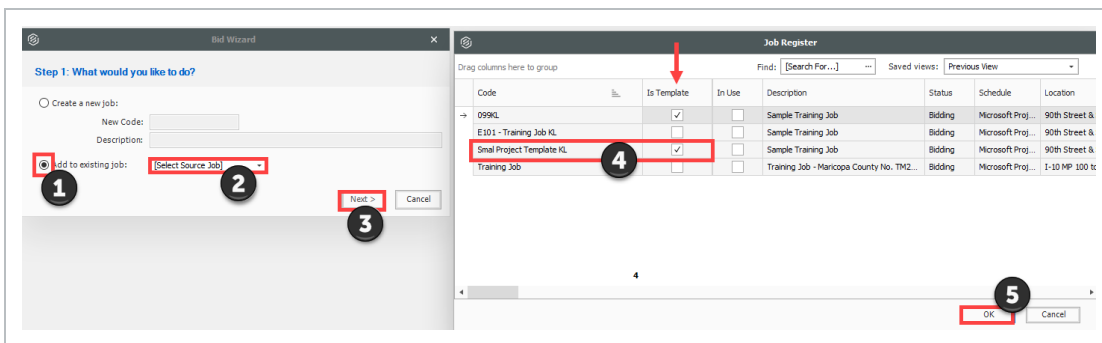 Bid Wizard
Step 1: What would you like to do?
Create a new job:
New Code:
Description:
Add to existing job: [Select Source Job]
1
2
Next > Cancel
3
Job Register
Drag columns here to group Find: [Search For...] ... Saved views: Previous View
Code Is Template In Use Description Status Schedule Location
099KL Sample Training Job Bidding Microsoft Proj... 90th Street &
E101 - Training Job KL Sample Training Job Bidding Microsoft Proj... 90th Street &
Smal Project Template KL Sample Training Job Bidding Microsoft Proj... 90th Street &
4
Training Job Training Job - Maricopa County No. TM2... Bidding Microsoft Proj... I-10 MP 100 to
4
5
OK Cancel